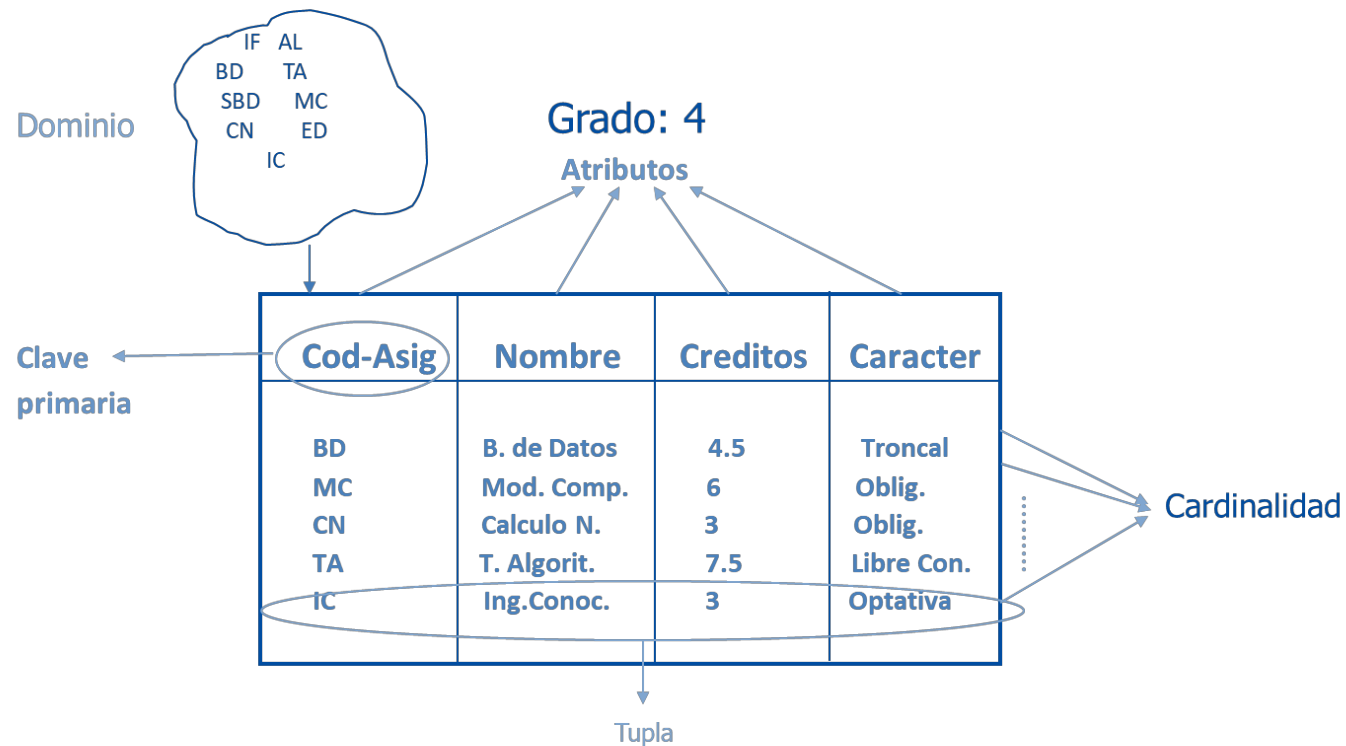 IF AL
BD TA
SBD MC
CN ED
IC
Dominio
Grado: 4
Atributos
Clave
primaria
Cod-Asig Nombre Creditos Caracter
BD B. de Datos 4.5 Troncal
MC Mod. Comp. 6 Oblig.
CN Calculo N. 3 Oblig.
TA T. Algorit. 7.5 Libre Con.
IC Ing.Conoc. 3 Optativa
Cardinalidad
Tupla